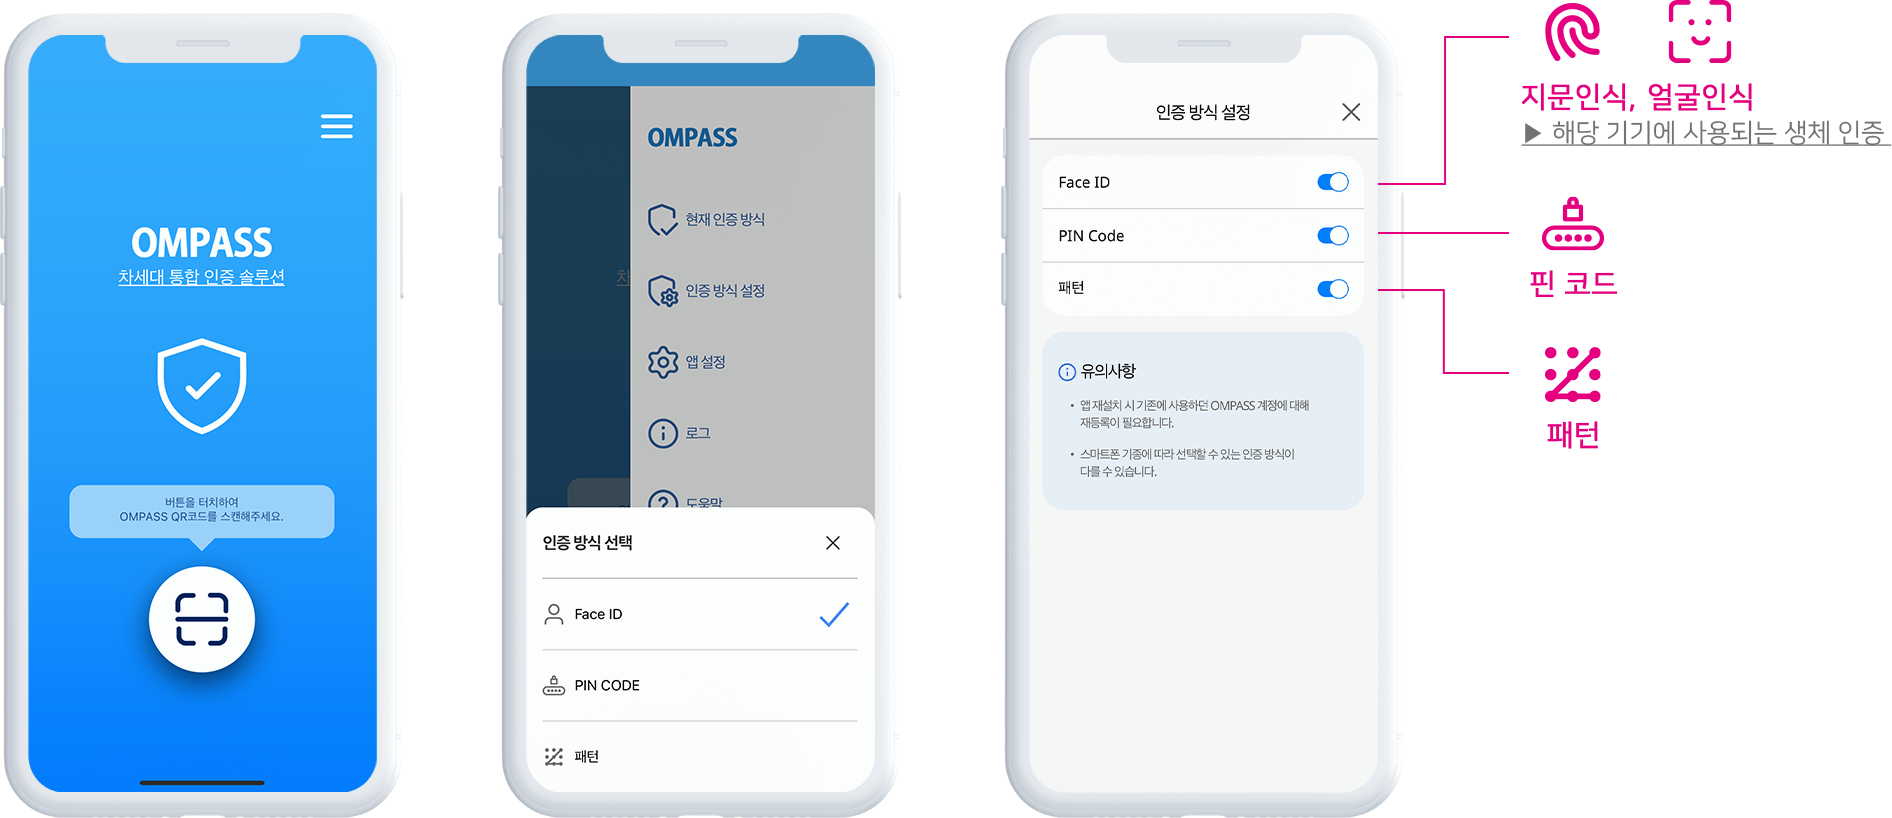 OMPASS
차세대 통합 인증 솔루션
버튼을 터치하여
OMPASS QR코드를 스캔해주세요.
OMPASS
현재 인증 방식
인증 방식 설정
차
앱 설정
로그
도움말
인증 방식 선택
Face ID
PIN CODE
패턴
인증 방식 설정
Face ID
PIN Code
패턴
유의사항
• 앱 재설치 시 기존에 사용하던 OMPASS 계정에 대해
재등록이 필요합니다.
• 스마트폰 기종에 따라 선택할 수 있는 인증 방식이
다를 수 있습니다.
지문인식, 얼굴인식
▶ 해당 기기에 사용되는 생체 인증
핀 코드
패턴